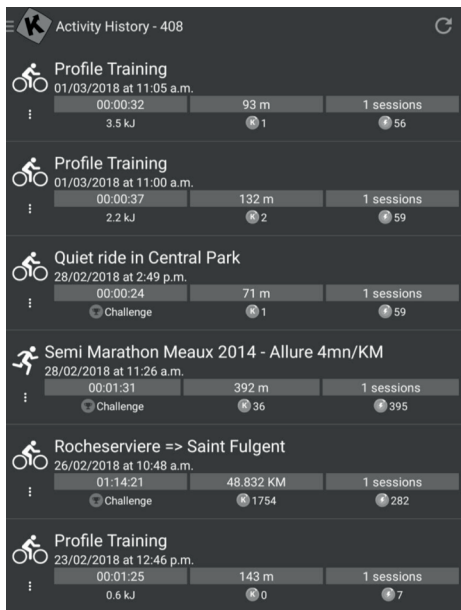 K Activity History - 408
Profile Training
01/03/2018 at 11:05 a.m.
00:00:32 93 m 1 sessions
3.5 kJ K 1 56
Profile Training
01/03/2018 at 11:00 a.m.
00:00:37 132 m 1 sessions
2.2 kJ K 2 59
Quiet ride in Central Park
28/02/2018 at 2:49 p.m.
00:00:24 71 m 1 sessions
Challenge K 1 59
Semi Marathon Meaux 2014 - Allure 4mn/KM
28/02/2018 at 11:26 a.m.
00:01:31 392 m 1 sessions
Challenge K 36 395
Rocheserviere => Saint Fulgent
26/02/2018 at 10:48 a.m.
01:14:21 48.832 KM 1 sessions
Challenge K 1754 282
Profile Training
23/02/2018 at 12:46 p.m.
00:01:25 143 m 1 sessions
0.6 kJ K 0 7